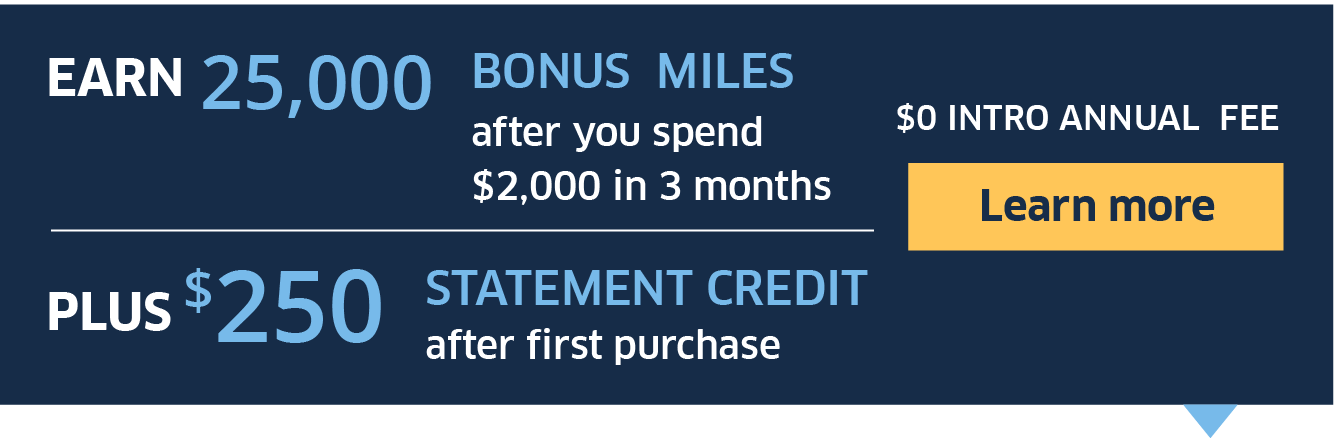 EARN 25,000 BONUS MILES
after you spend
$2,000 in 3 months
$0 INTRO ANNUAL FEE
Learn more
PLUS $250 STATEMENT CREDIT
after first purchase